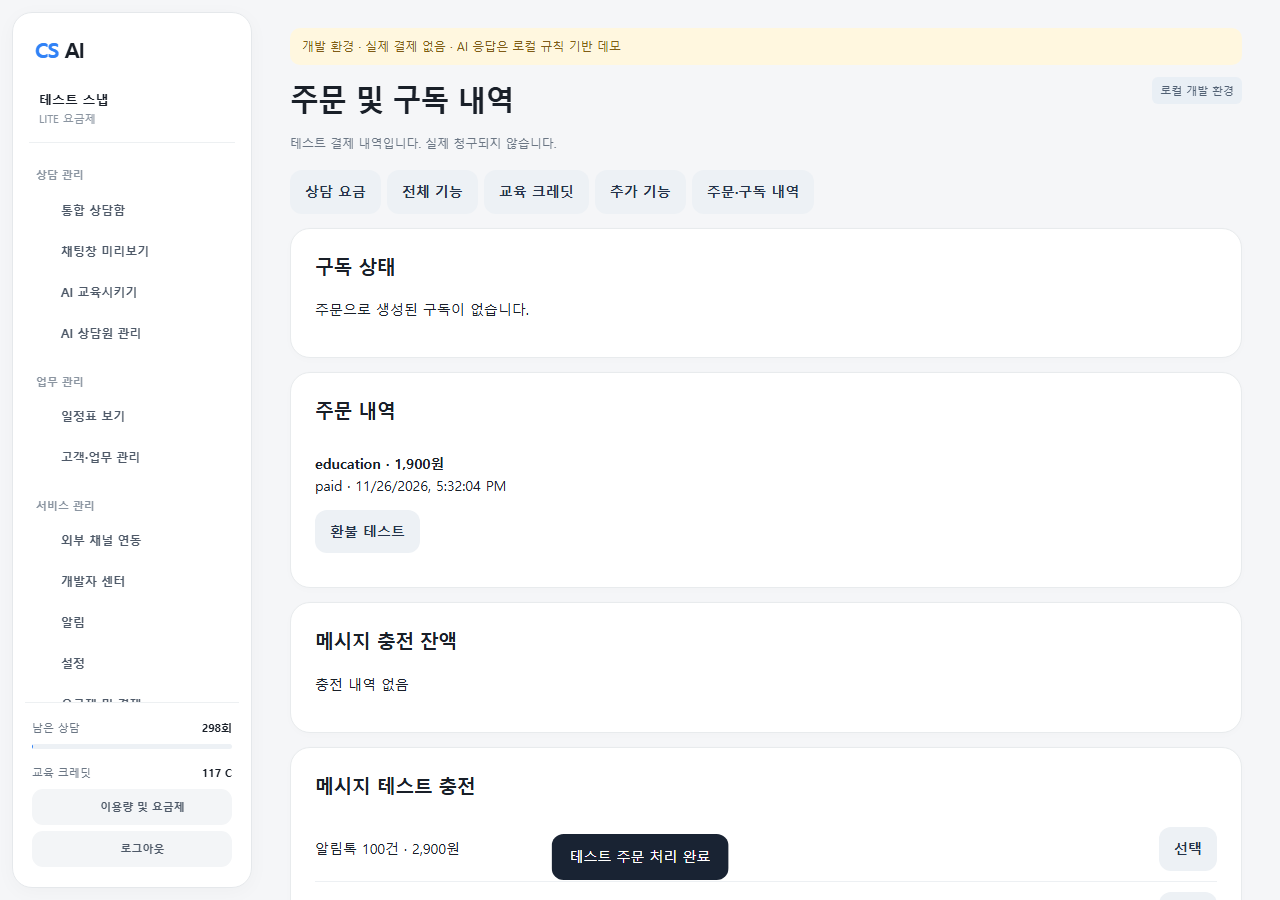 CS AI
테스트 스냅
LITE 요금제
상담 관리
통합 상담함
채팅창 미리보기
AI 교육시키기
AI 상담원 관리
업무 관리
일정표 보기
고객·업무 관리
서비스 관리
외부 채널 연동
개발자 센터
알림
설정
요금제 및 결제
남은 상담 298회
교육 크레딧 117 C
이용량 및 요금제
로그아웃
개발 환경 · 실제 결제 없음 · AI 응답은 로컬 규칙 기반 데모
주문 및 구독 내역
로컬 개발 환경
테스트 결제 내역입니다. 실제 청구되지 않습니다.
상담 요금 전체 기능 교육 크레딧 추가 기능 주문·구독 내역
구독 상태
주문으로 생성된 구독이 없습니다.
주문 내역
education · 1,900원
paid · 11/26/2026, 5:32:04 PM
환불 테스트
메시지 충전 잔액
충전 내역 없음
메시지 테스트 충전
알림톡 100건 · 2,900원 선택
테스트 주문 처리 완료